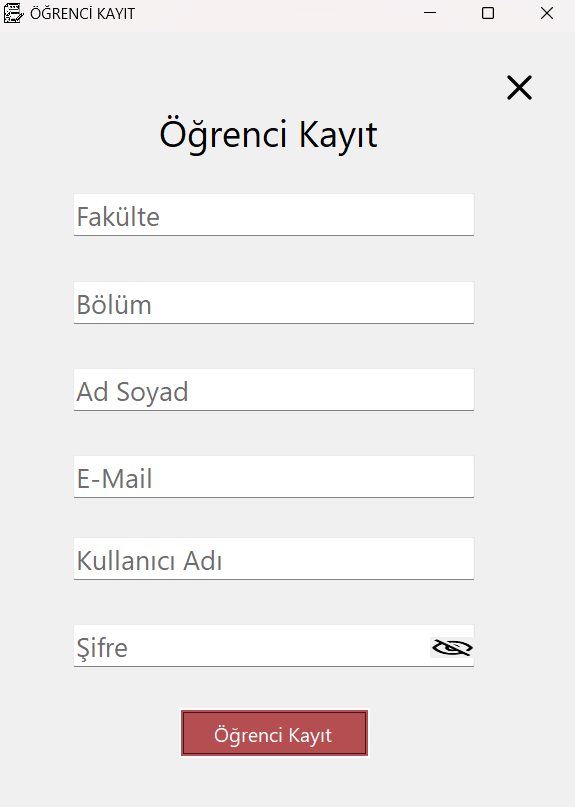 ÖĞRENCİ KAYIT
Öğrenci Kayıt
Fakülte
Bölüm
Ad Soyad
E-Mail
Kullanıcı Adı
Şifre
Öğrenci Kayıt